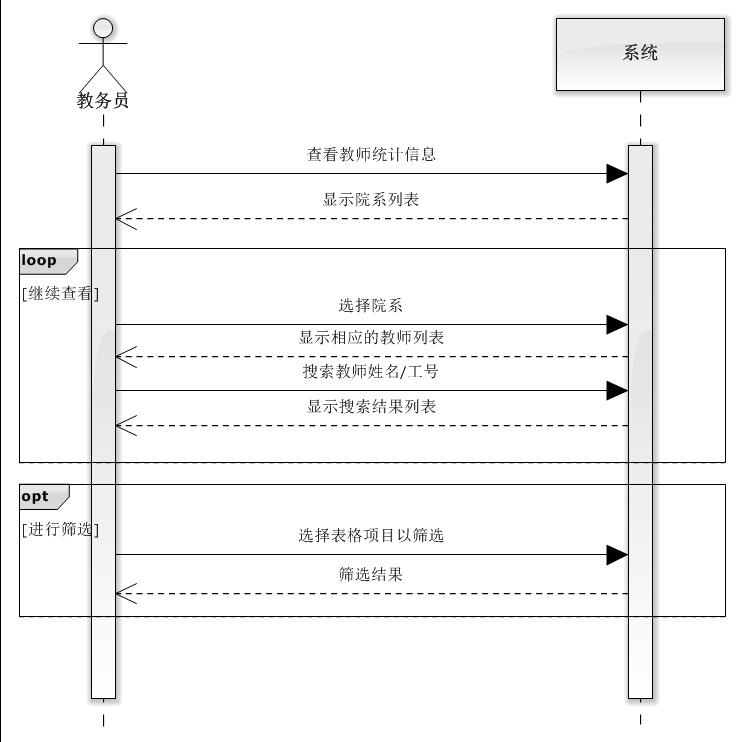 教务员
系统
查看教师统计信息
显示院系列表
loop
[继续查看]
选择院系
显示相应的教师列表
搜索教师姓名/工号
显示搜索结果列表
opt
[进行筛选]
选择表格项目以筛选
筛选结果